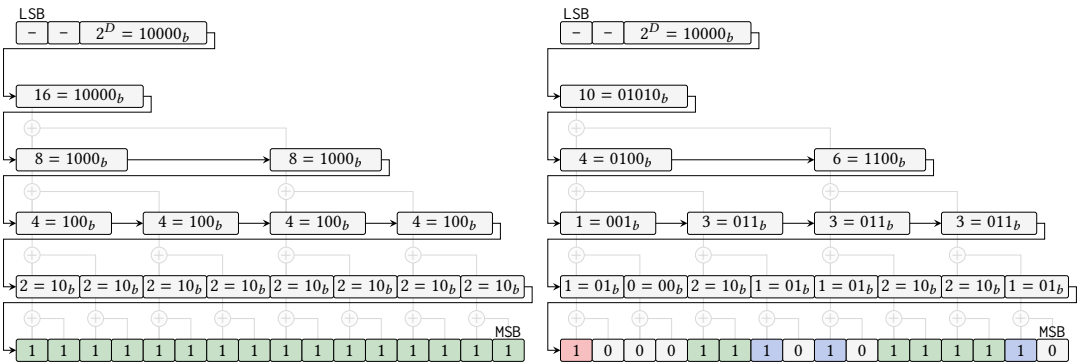 LSB
– – 2^D = 10000_b
16 = 10000_b
8 = 1000_b 8 = 1000_b
4 = 100_b 4 = 100_b 4 = 100_b 4 = 100_b
2 = 10_b 2 = 10_b 2 = 10_b 2 = 10_b 2 = 10_b 2 = 10_b 2 = 10_b 2 = 10_b
MSB
1 1 1 1 1 1 1 1 1 1 1 1 1 1 1 1
LSB
– – 2^D = 10000_b
10 = 01010_b
4 = 0100_b 6 = 1100_b
1 = 001_b 3 = 011_b 3 = 011_b 3 = 011_b
1 = 01_b 0 = 00_b 2 = 10_b 1 = 01_b 1 = 01_b 2 = 10_b 2 = 10_b 1 = 01_b
MSB
1 0 0 0 1 1 1 0 1 0 1 1 1 1 1 0